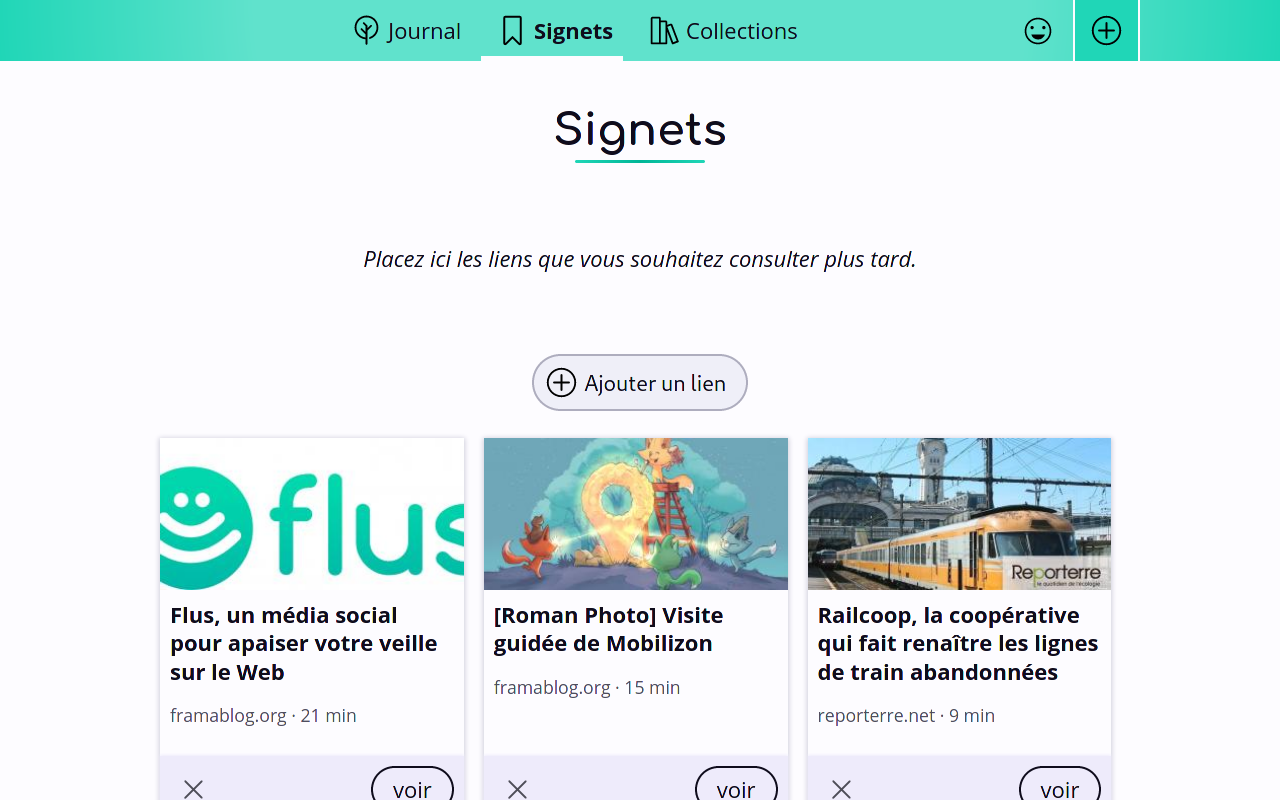 Journal
Signets
Collections
Signets
Placez ici les liens que vous souhaitez consulter plus tard.
Ajouter un lien
flus
Flus, un média social
pour apaiser votre veille
sur le Web
framablog.org · 21 min
voir
[Roman Photo] Visite
guidée de Mobilizon
framablog.org · 15 min
voir
Reporterre
le quotidien de l'écologie
Railcoop, la coopérative
qui fait renaître les lignes
de train abandonnées
reporterre.net · 9 min
voir